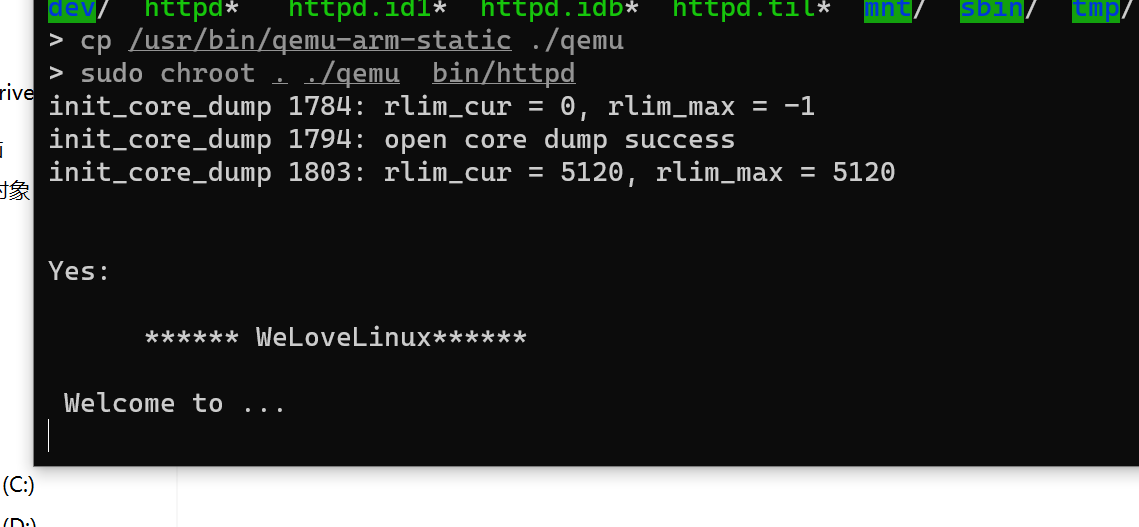 dev/ httpd* httpd.id1* httpd.idb* httpd.til* mnt/ sbin/ tmp/
> cp /usr/bin/qemu-arm-static ./qemu
> sudo chroot . ./qemu  bin/httpd
rive
init_core_dump 1784: rlim_cur = 0, rlim_max = -1
init_core_dump 1794: open core dump success
init_core_dump 1803: rlim_cur = 5120, rlim_max = 5120
对象
Yes:
****** WeLoveLinux******
Welcome to ...
(C:)
(D:)